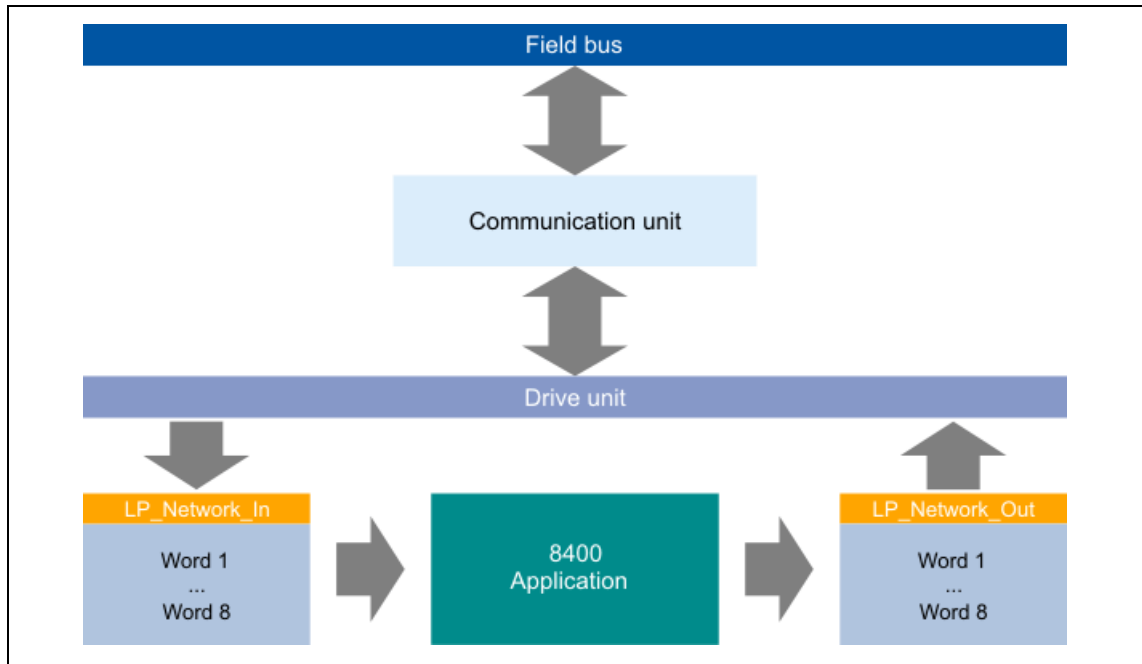 Field bus
Communication unit
Drive unit
LP_Network_In
Word 1
...
Word 8
8400
Application
LP_Network_Out
Word 1
...
Word 8